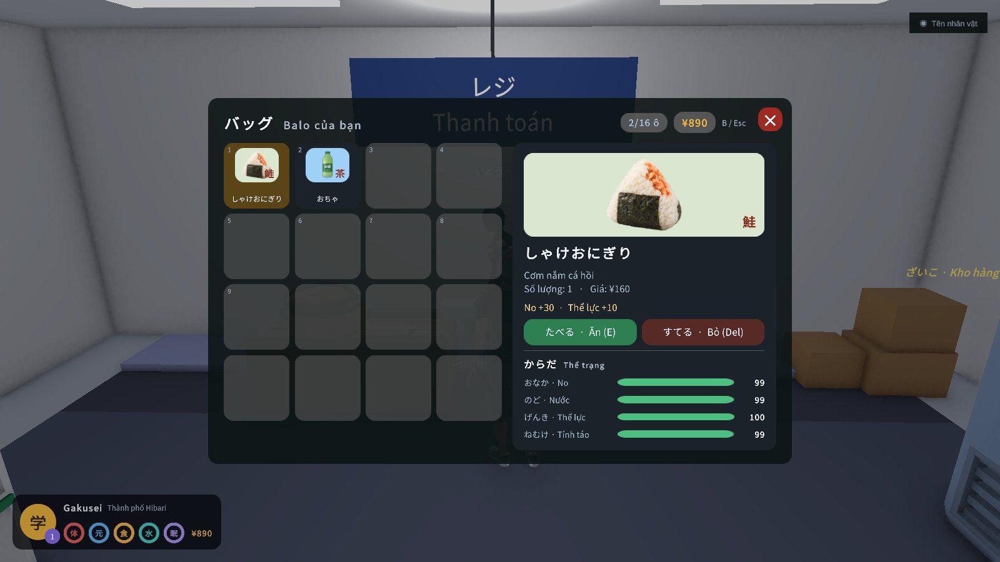 ◉ Tên nhân vật
レジ
Thanh toán
バッグ Balo của bạn
2/16 ô ¥890 B / Esc
1 鮭 しゃけおにぎり
2 お茶 茶 おちゃ
3
4
5
6
7
8
9
鮭
しゃけおにぎり
Cơm nắm cá hồi
Số lượng: 1 · Giá: ¥160
No +30 · Thể lực +10
たべる · Ăn (E)
すてる · Bỏ (Del)
からだ Thể trạng
おなか · No 99
のど · Nước 99
げんき · Thể lực 100
ねむけ · Tỉnh táo 99
ざいこ · Kho hàng
学 1
Gakusei Thành phố Hibari
体 元 食 水 眠 ¥890